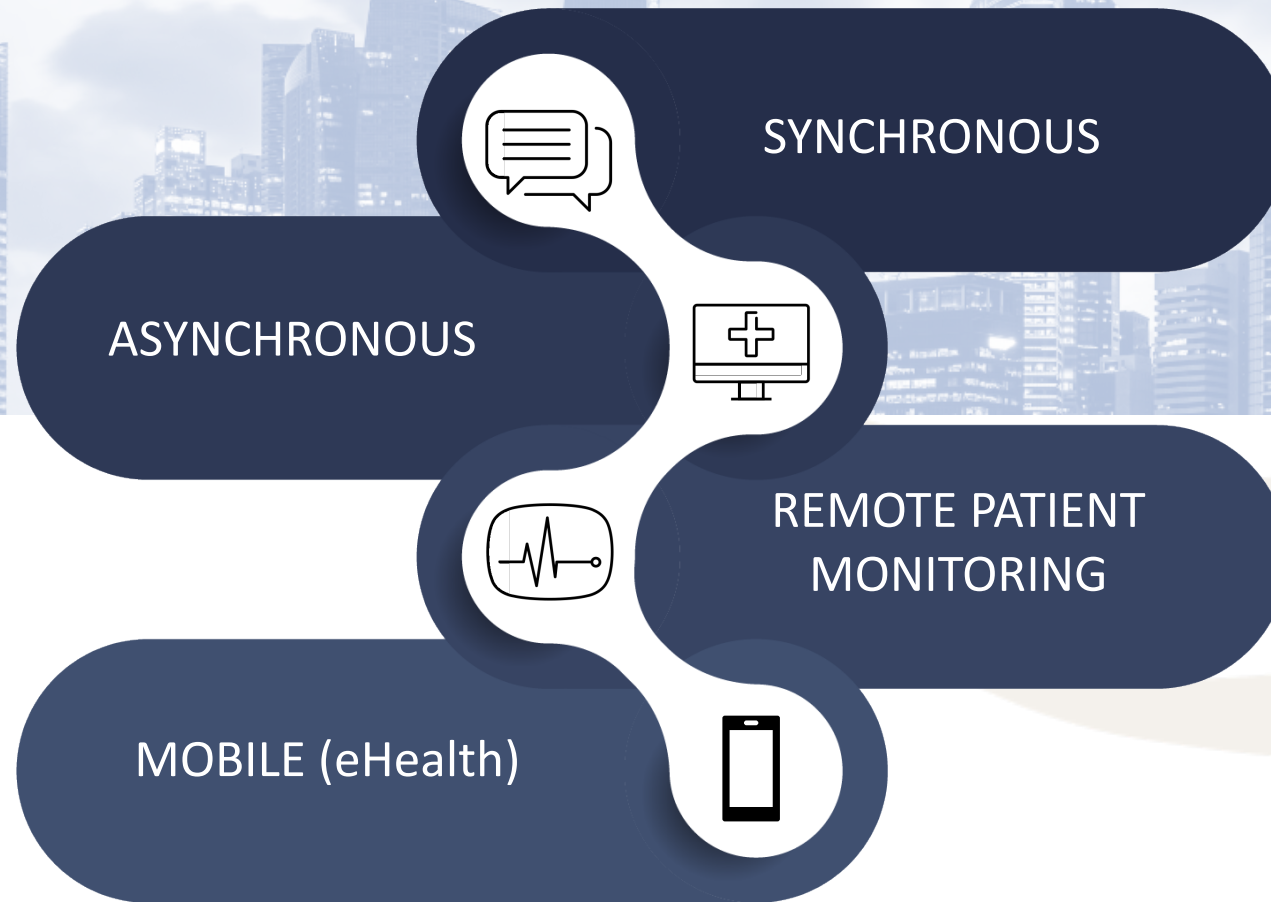 SYNCHRONOUS
ASYNCHRONOUS
REMOTE PATIENT
MONITORING
MOBILE (eHealth)